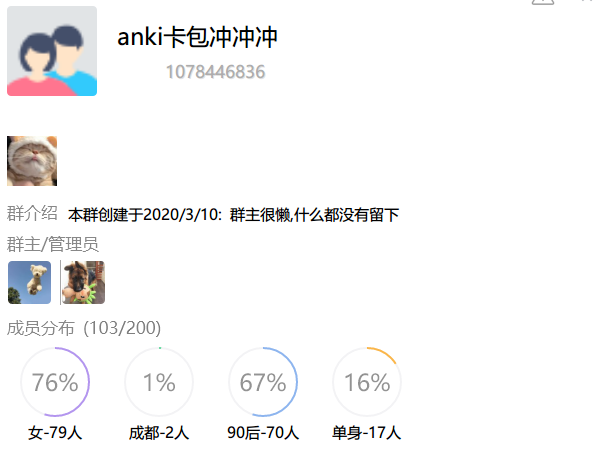 anki卡包冲冲冲
1078446836
群介绍 本群创建于2020/3/10: 群主很懒,什么都没有留下
群主/管理员
成员分布 (103/200)
76% 1% 67% 16%
女-79人 成都-2人 90后-70人 单身-17人